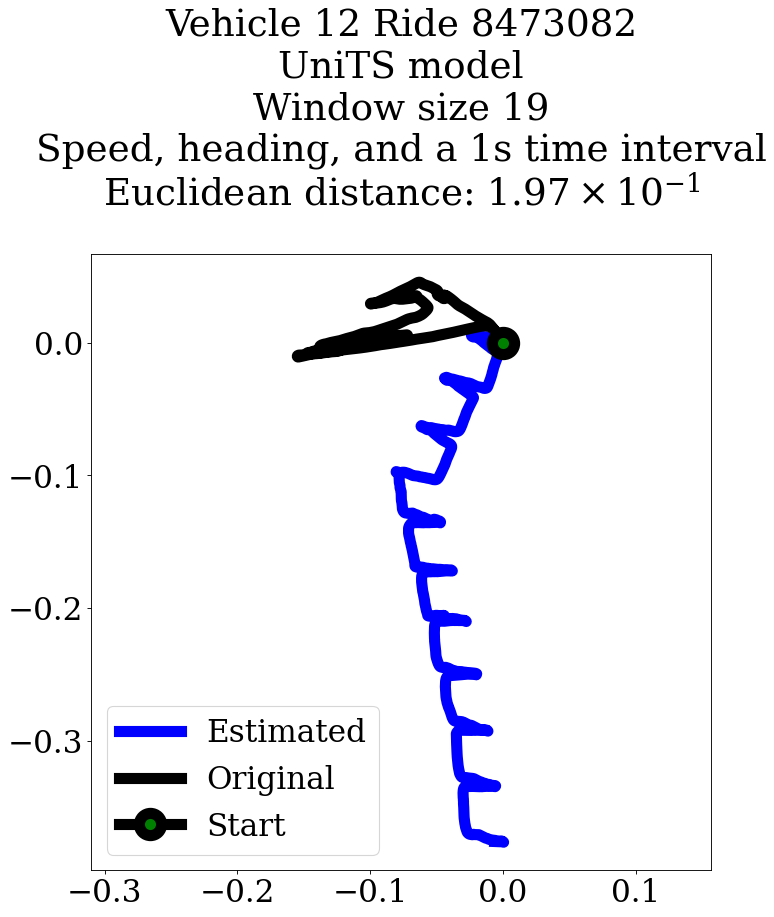 Vehicle 12 Ride 8473082
UniTS model
Window size 19
Speed, heading, and a 1s time interval
Euclidean distance: 1.97 × 10⁻¹
0.0
−0.1
−0.2
−0.3
Estimated
Original
Start
−0.3 −0.2 −0.1 0.0 0.1